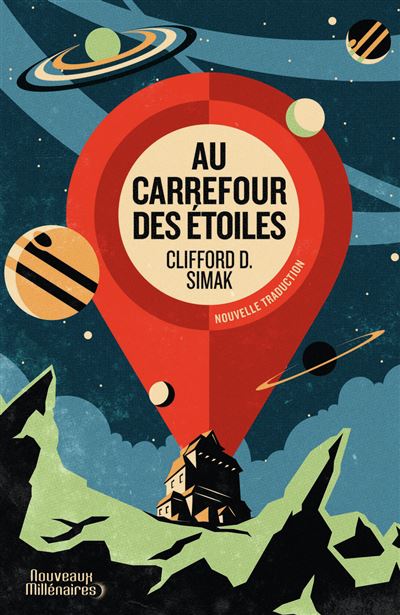 AU
CARREFOUR
DES ÉTOILES
CLIFFORD D.
SIMAK
NOUVELLE TRADUCTION
Nouveaux
Millénaires